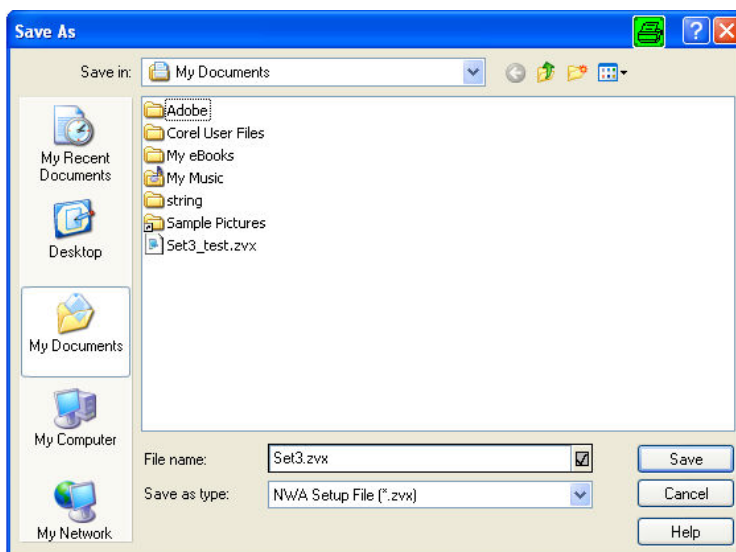 Save As
Save in: My Documents
My Recent Documents
Desktop
My Documents
My Computer
My Network
Adobe
Corel User Files
My eBooks
My Music
string
Sample Pictures
Set3_test.zvx
File name: Set3.zvx
Save as type: NWA Setup File (*.zvx)
Save
Cancel
Help